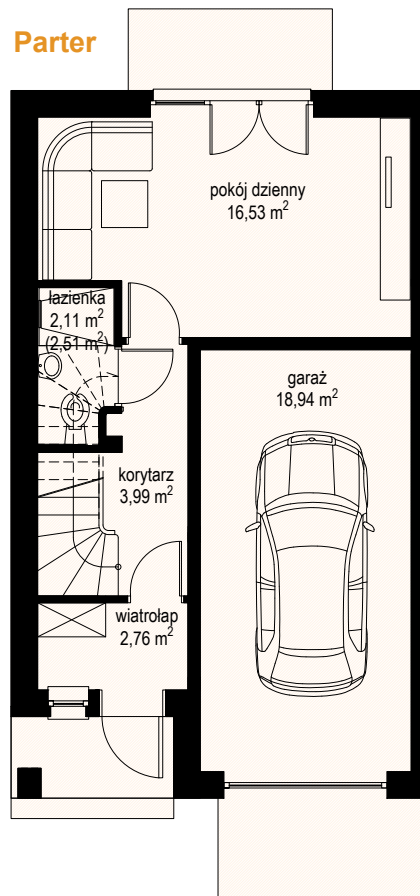 Parter
pokój dzienny
16,53 m²
łazienka
2,11 m²
(2,51 m²)
garaż
18,94 m²
korytarz
3,99 m²
wiatrołap
2,76 m²